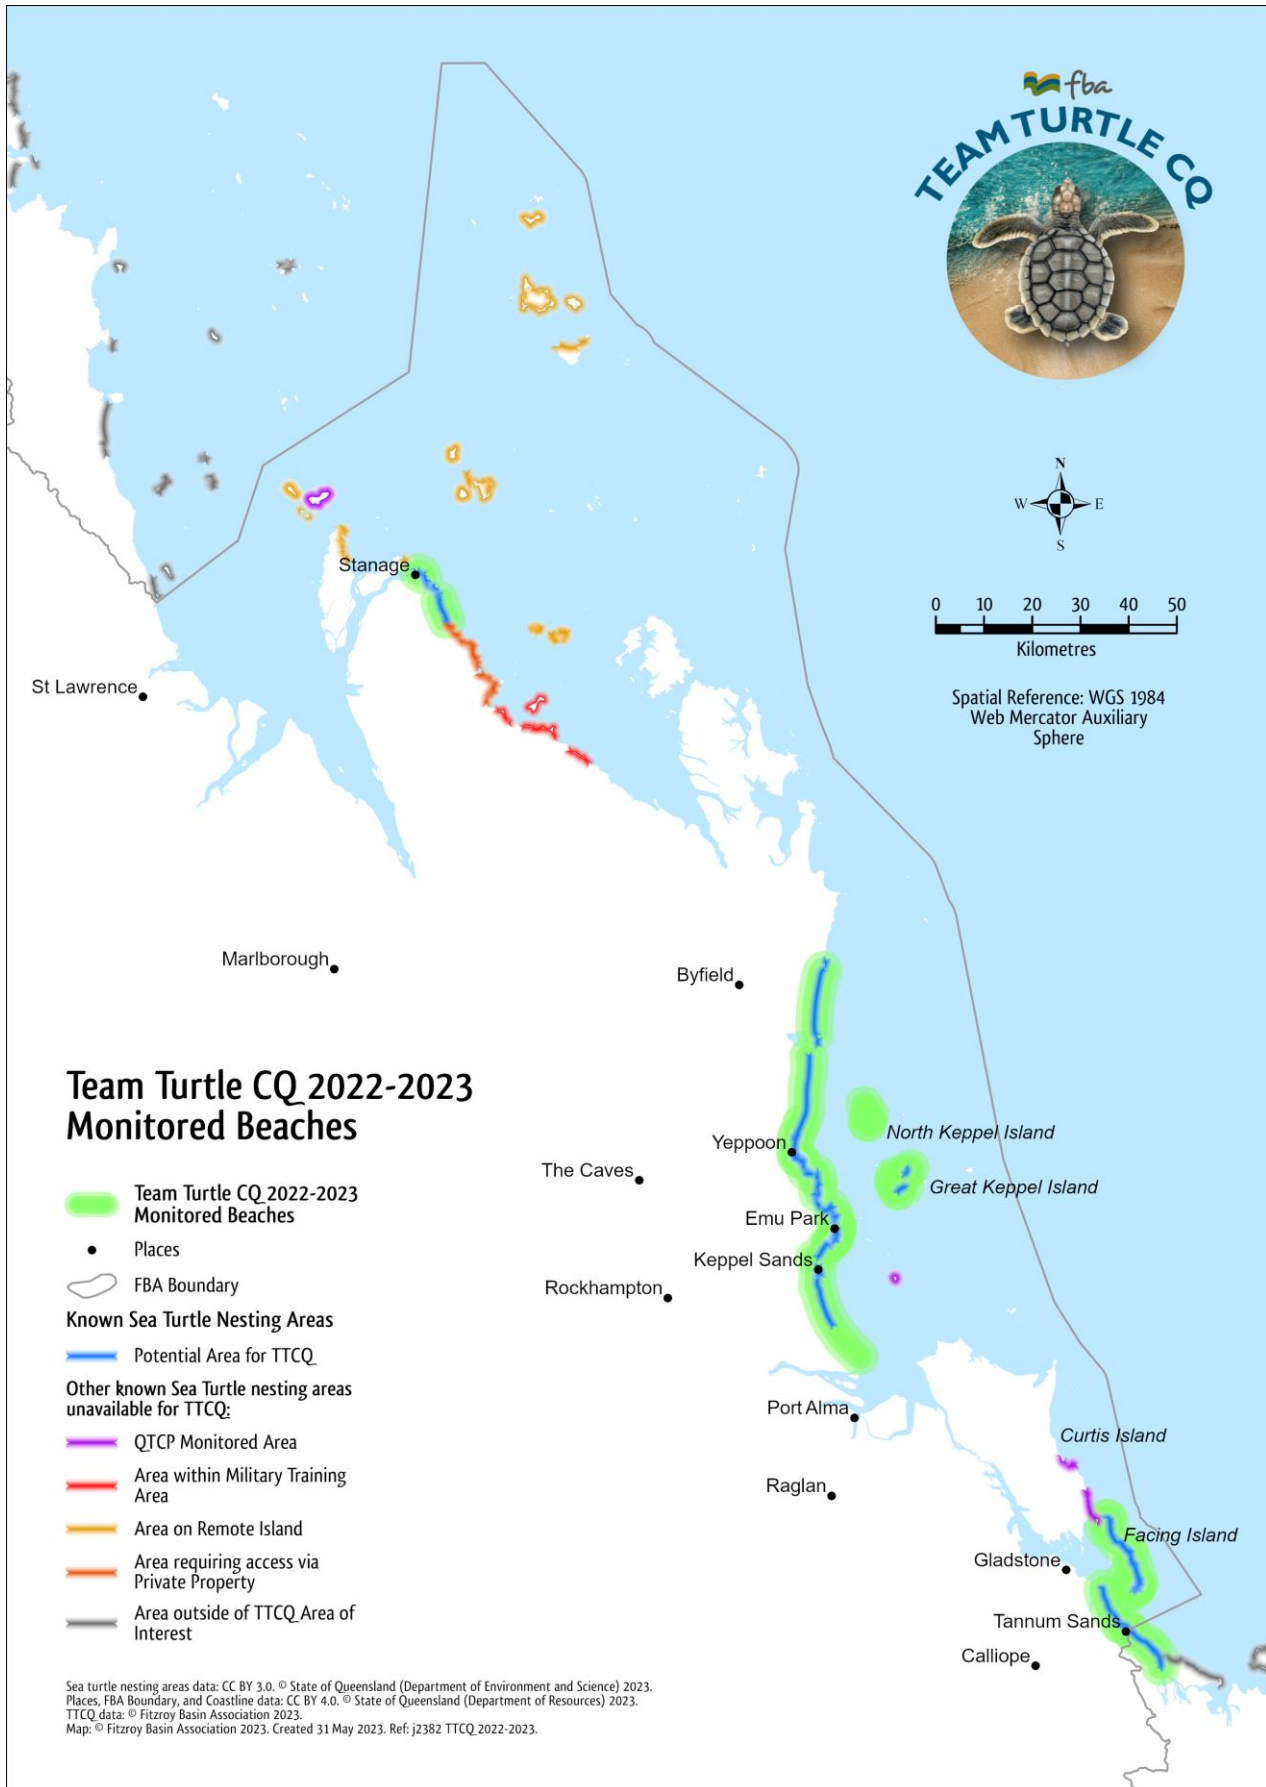 fba
TEAM TURTLE CQ
N
W
E
S
0 10 20 30 40 50
Kilometres
Spatial Reference: WGS 1984
Web Mercator Auxiliary
Sphere
Stanage
St Lawrence
Marlborough
Byfield
Yeppoon
North Keppel Island
The Caves
Great Keppel Island
Emu Park
Keppel Sands
Rockhampton
Port Alma
Curtis Island
Raglan
Facing Island
Gladstone
Tannum Sands
Calliope
Team Turtle CQ 2022-2023
Monitored Beaches
Team Turtle CQ 2022-2023
Monitored Beaches
Places
FBA Boundary
Known Sea Turtle Nesting Areas
Potential Area for TTCQ
Other known Sea Turtle nesting areas
unavailable for TTCQ:
QTCP Monitored Area
Area within Military Training
Area
Area on Remote Island
Area requiring access via
Private Property
Area outside of TTCQ Area of
Interest
Sea turtle nesting areas data: CC BY 3.0. © State of Queensland (Department of Environment and Science) 2023.
Places, FBA Boundary, and Coastline data: CC BY 4.0. © State of Queensland (Department of Resources) 2023.
TTCQ data: © Fitzroy Basin Association 2023.
Map: © Fitzroy Basin Association 2023. Created 31 May 2023. Ref: j2382 TTCQ 2022-2023.